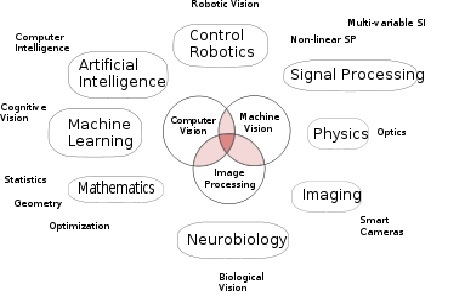 Robotic Vision
Multi-variable SI
Computer
Intelligence
Control
Robotics
Non-linear SP
Artificial
Intelligence
Signal Processing
Cognitive
Vision
Machine
Learning
Computer
Vision
Machine
Vision
Physics
Optics
Image
Processing
Statistics
Mathematics
Geometry
Imaging
Optimization
Smart
Cameras
Neurobiology
Biological
Vision